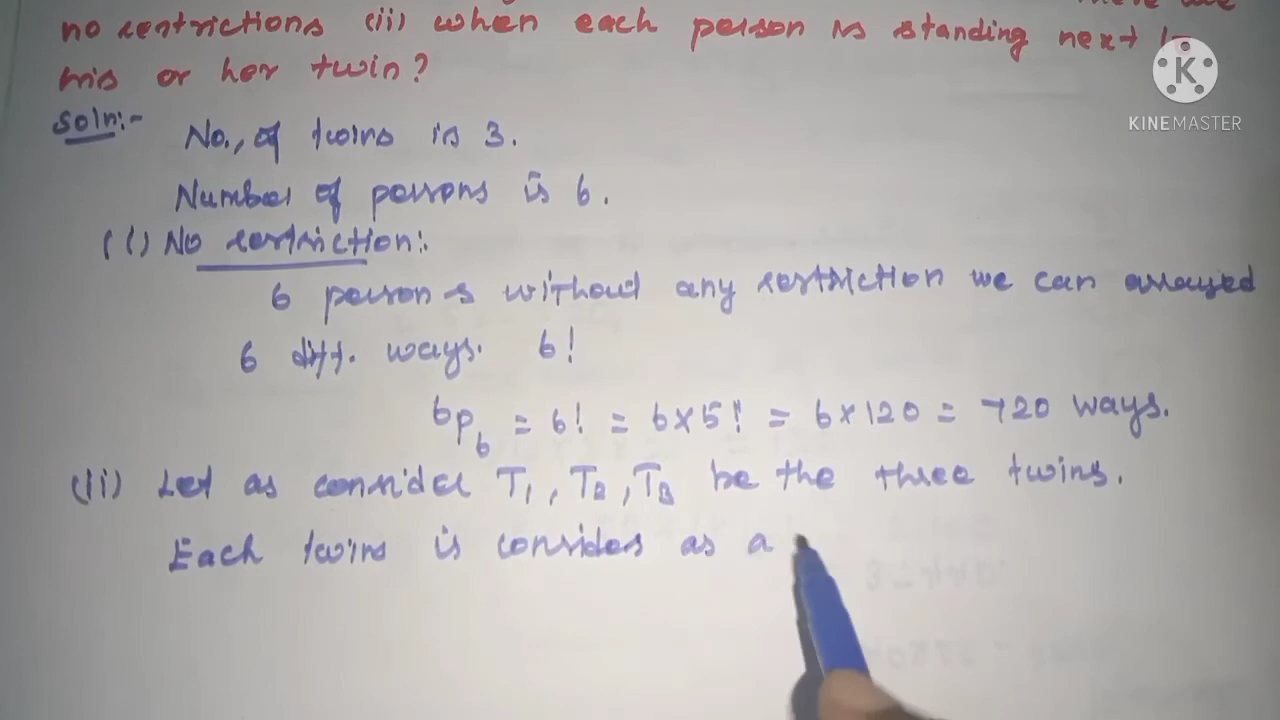 no restrictions (ii) when each person is standing next to
his or her twin?
Soln:-
No., of twins is 3.
Number of persons is 6.
(i) No restriction:
6 persons without any restriction we can arrayed
6 diff. ways. 6!
6P6 = 6! = 6×5! = 6×120 = 720 ways.
(ii) Let as consider T1, T2, T3 be the three twins.
Each twins is consider as a
K
KINEMASTER